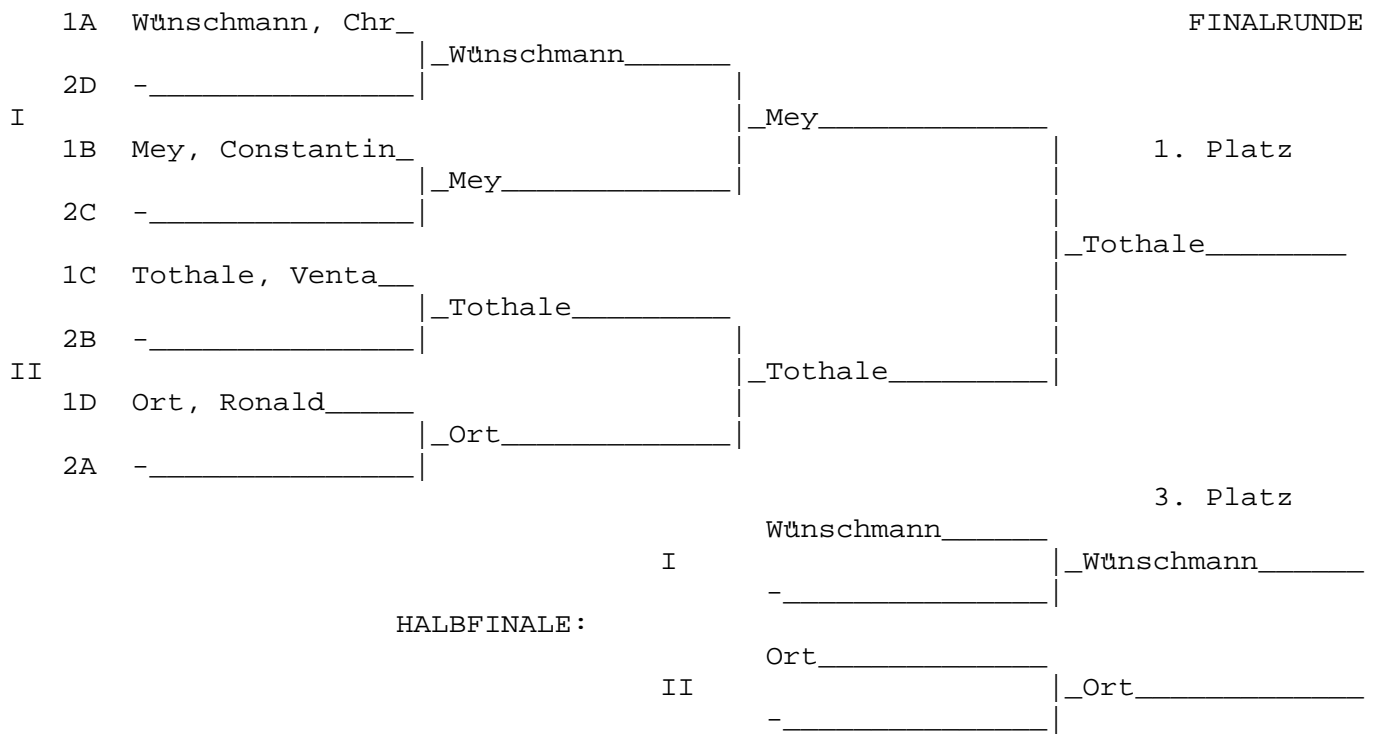 1A Wünschmann, Chr_ FINALRUNDE
|_Wünschmann______
2D -_______________|
I |_Mey_____________
1B Mey, Constantin_ 1. Platz
|_Mey_____________|
2C -_______________|
|_Tothale________
1C Tothale, Venta__
|_Tothale_________
2B -_______________|
II |_Tothale_________|
1D Ort, Ronald_____
|_Ort_____________|
2A -_______________|
3. Platz
Wünschmann______
I |_Wünschmann______
-_______________|
HALBFINALE:
Ort_____________
II |_Ort_____________
-_______________|